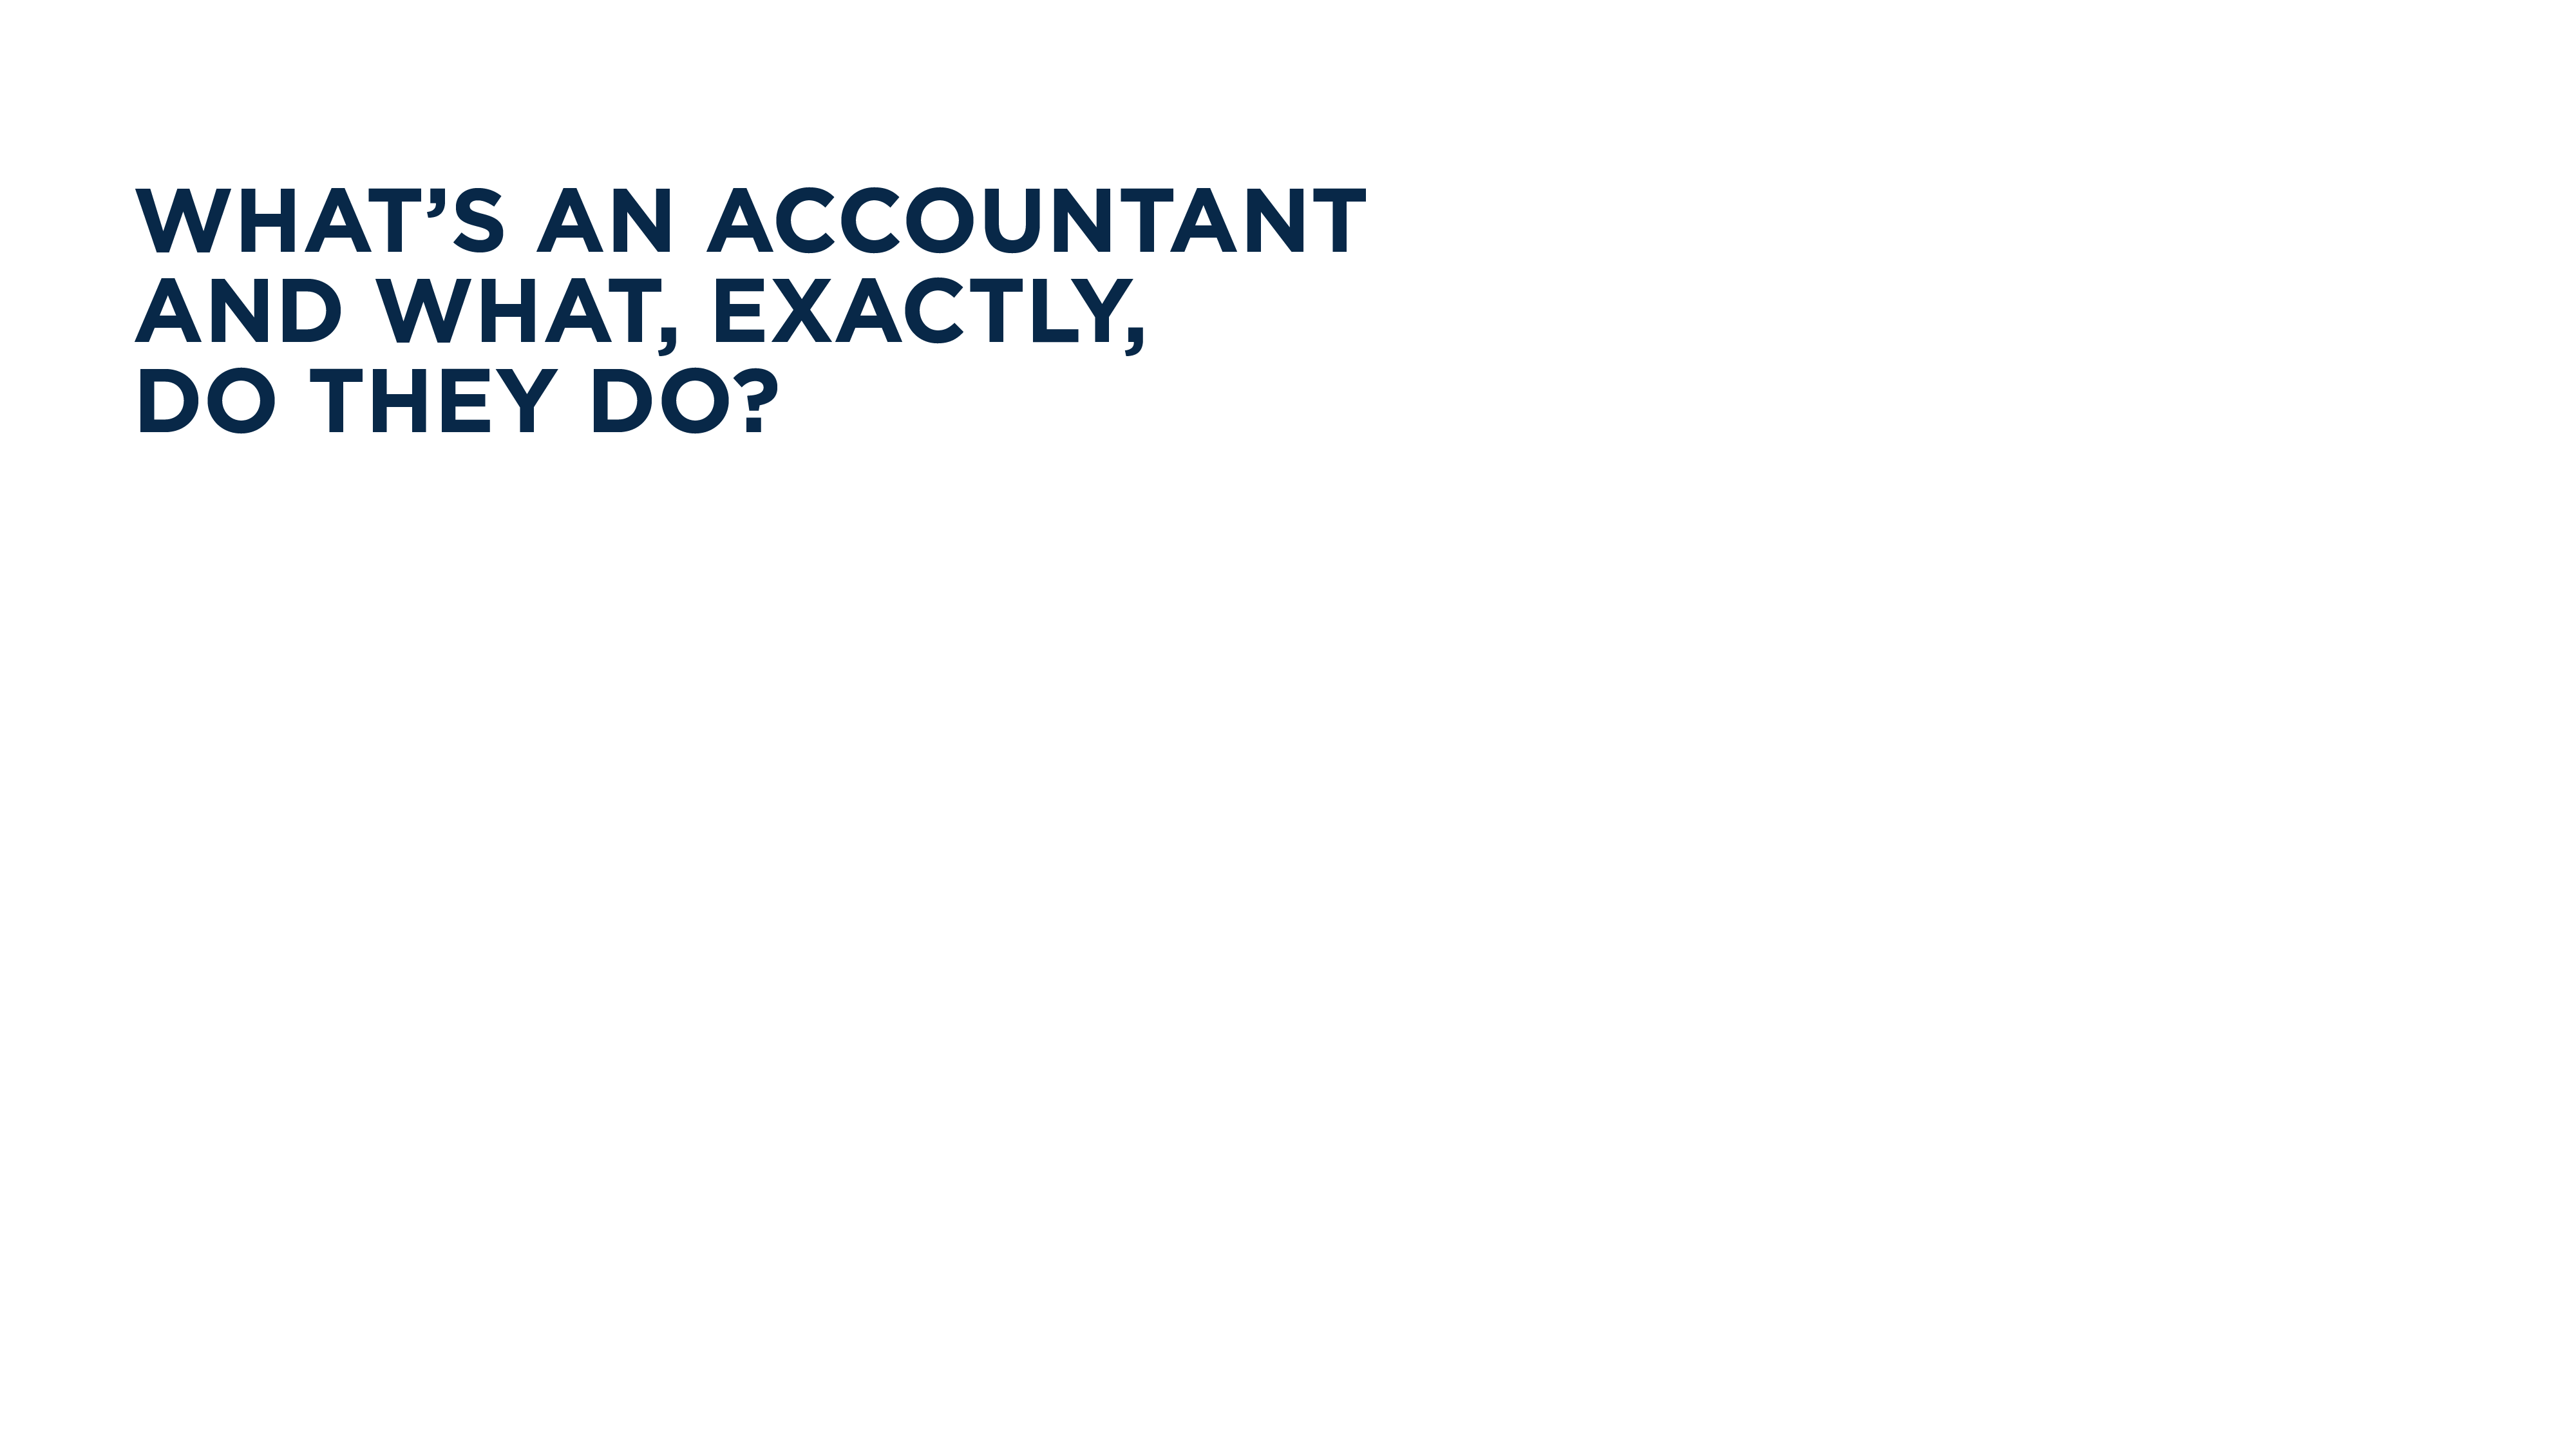 WHAT’S AN ACCOUNTANT
AND WHAT, EXACTLY,
DO THEY DO?